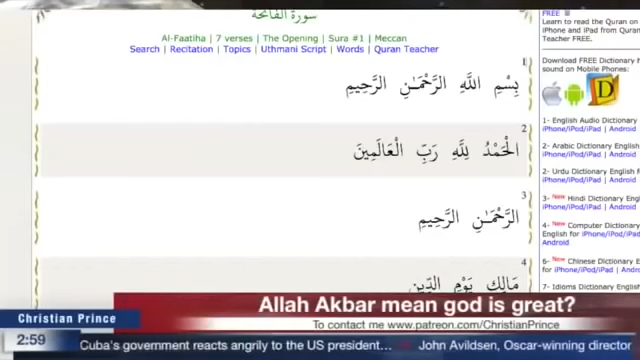 سورة الفاتحة
Al-Faatiha | 7 verses | The Opening | Sura #1 | Meccan
Search | Recitation | Topics | Uthmani Script | Words | Quran Teacher
1
بِسْمِ اللَّهِ الرَّحْمَـٰنِ الرَّحِيمِ
2
الْحَمْدُ لِلَّهِ رَبِّ الْعَالَمِينَ
3
الرَّحْمَـٰنِ الرَّحِيمِ
4
مَالِكِ يَوْمِ الدِّينِ
FREE
Learn to read the Quran on
iPhone and iPad from Quran
Teacher FREE.
Download FREE Dictionary
sound on Mobile Phones:
D
1- English Audio Dictionary
iPhone/iPod/iPad | Android
2- Arabic Dictionary English
iPhone/iPod/iPad | Android
2- Urdu Dictionary English
iPhone/iPod/iPad | Android
3- New Hindi Dictionary
iPhone/iPod/iPad | Android
4- New Computer
English for iPhone/iPod/iPad
Android
6- New Chinese Dictionary
for iPhone/iPod/iPad | Android
7- Idioms Dictionary
Allah Akbar mean god is great?
Christian Prince
To contact me www.patreon.com/ChristianPrince
2:59
Cuba's government reacts angrily to the US president...
John Avildsen, Oscar-winning director